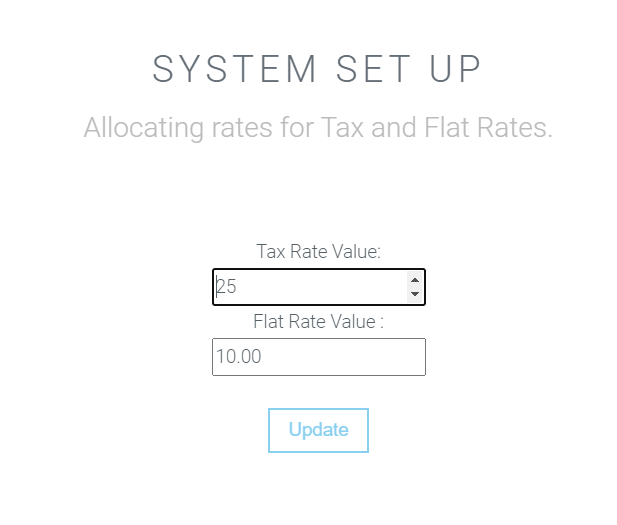 SYSTEM SET UP
Allocating rates for Tax and Flat Rates.
Tax Rate Value:
25
Flat Rate Value :
10.00
Update